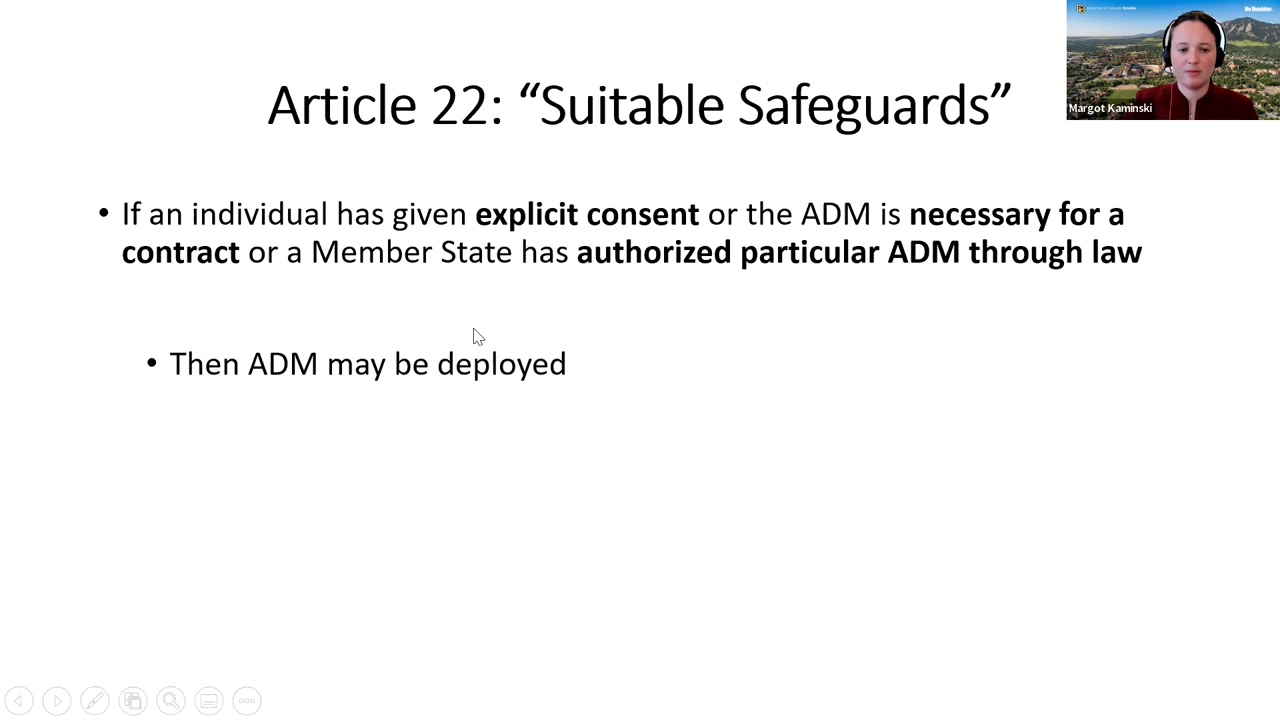 Article 22: “Suitable Safeguards”
Margot Kaminski
• If an individual has given explicit consent or the ADM is necessary for a
contract or a Member State has authorized particular ADM through law
• Then ADM may be deployed